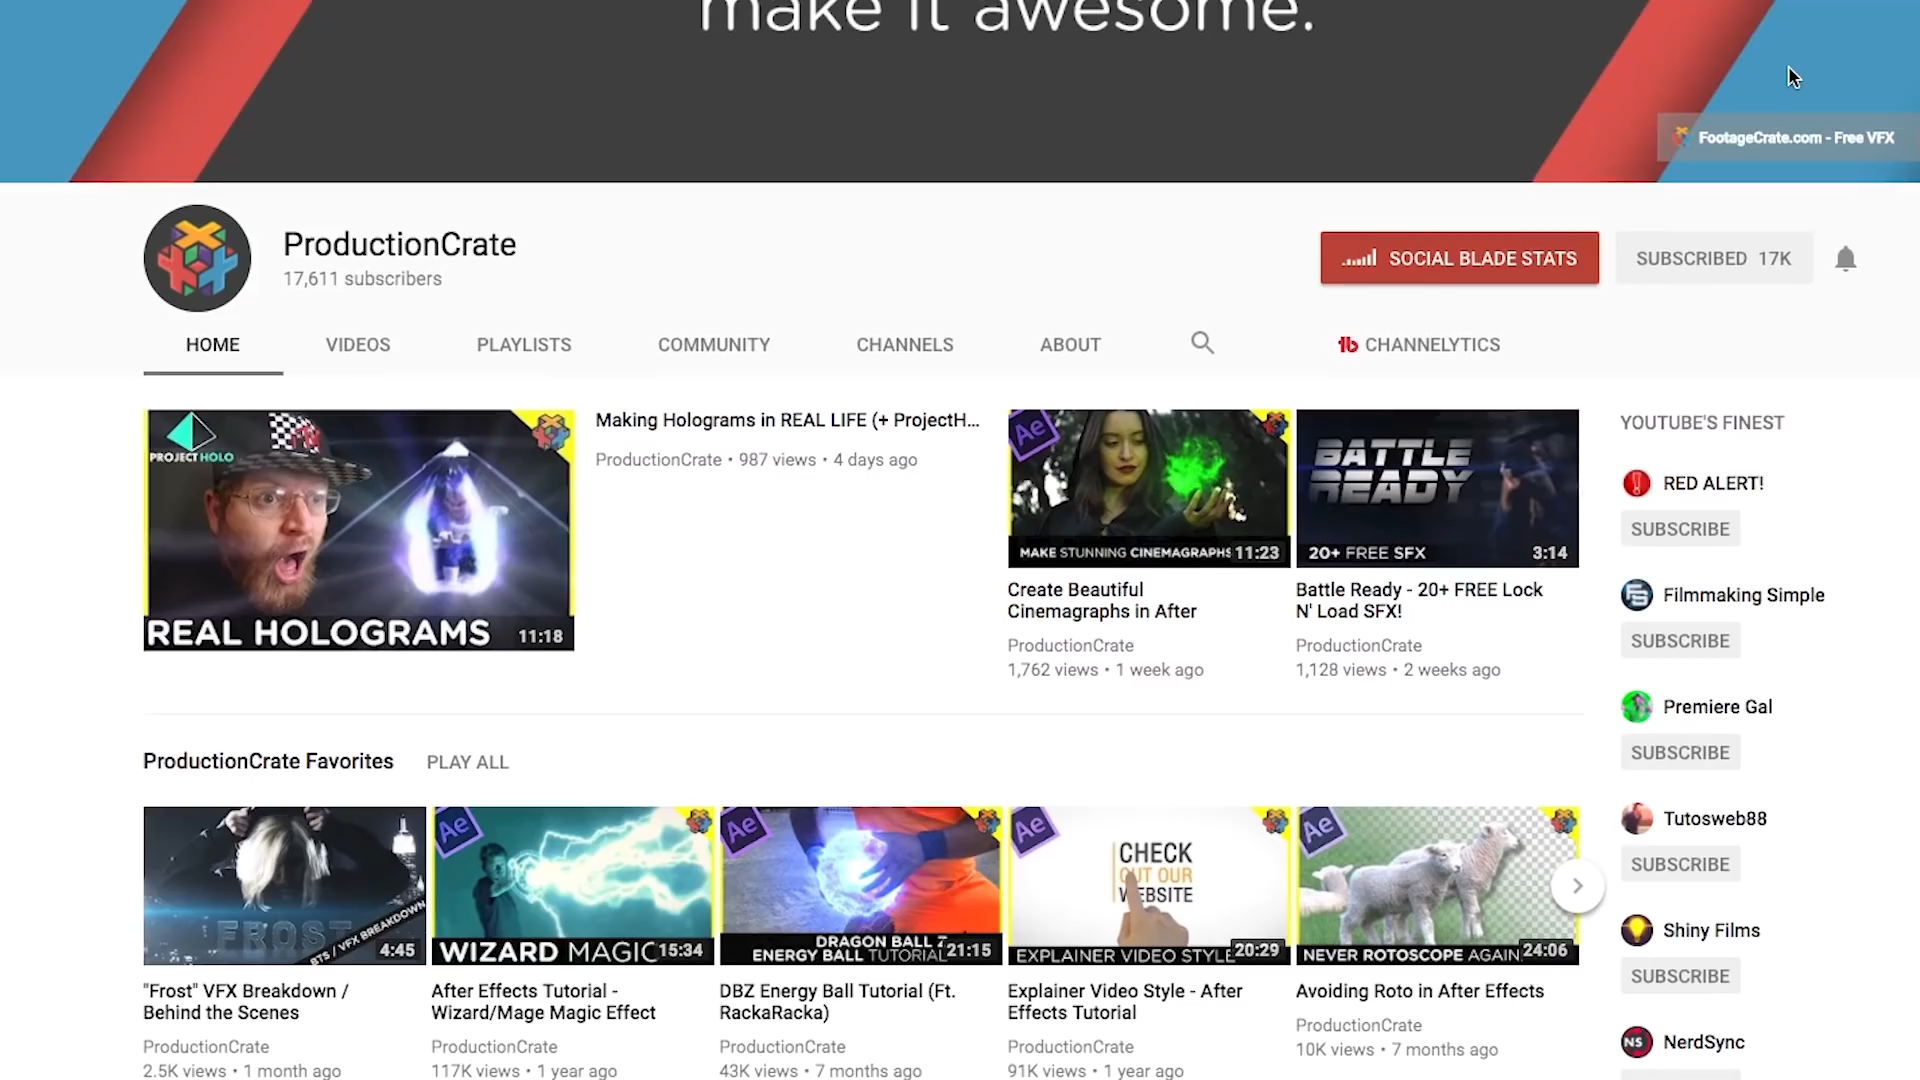 make it awesome.
FootageCrate.com - Free VFX
ProductionCrate
17,611 subscribers
SOCIAL BLADE STATS
SUBSCRIBED 17K
HOME
VIDEOS
PLAYLISTS
COMMUNITY
CHANNELS
ABOUT
CHANNELYTICS
PROJECT HOLO
REAL HOLOGRAMS
11:18
Making Holograms in REAL LIFE (+ ProjectH...
ProductionCrate • 987 views • 4 days ago
Ae
MAKE STUNNING CINEMAGRAPHS
11:23
Create Beautiful
Cinemagraphs in After
ProductionCrate
1,762 views • 1 week ago
BATTLE
READY
20+ FREE SFX
3:14
Battle Ready - 20+ FREE Lock
N' Load SFX!
ProductionCrate
1,128 views • 2 weeks ago
YOUTUBE'S FINEST
RED ALERT!
SUBSCRIBE
Filmmaking Simple
SUBSCRIBE
Premiere Gal
SUBSCRIBE
Tutosweb88
SUBSCRIBE
Shiny Films
SUBSCRIBE
NS
NerdSync
ProductionCrate Favorites
PLAY ALL
FROST
BTS / VFX BREAKDOWN
4:45
"Frost" VFX Breakdown /
Behind the Scenes
ProductionCrate
2.5K views • 1 month ago
Ae
WIZARD MAGIC
15:34
After Effects Tutorial -
Wizard/Mage Magic Effect
ProductionCrate
117K views • 1 year ago
Ae
DRAGON BALL Z
ENERGY BALL TUTORIAL
21:15
DBZ Energy Ball Tutorial (Ft.
RackaRacka)
ProductionCrate
43K views • 7 months ago
Ae
CHECK
OUT OUR
WEBSITE
EXPLAINER VIDEO STYLE
20:29
Explainer Video Style - After
Effects Tutorial
ProductionCrate
91K views • 1 year ago
Ae
NEVER ROTOSCOPE AGAIN
24:06
Avoiding Roto in After Effects
ProductionCrate
10K views • 7 months ago